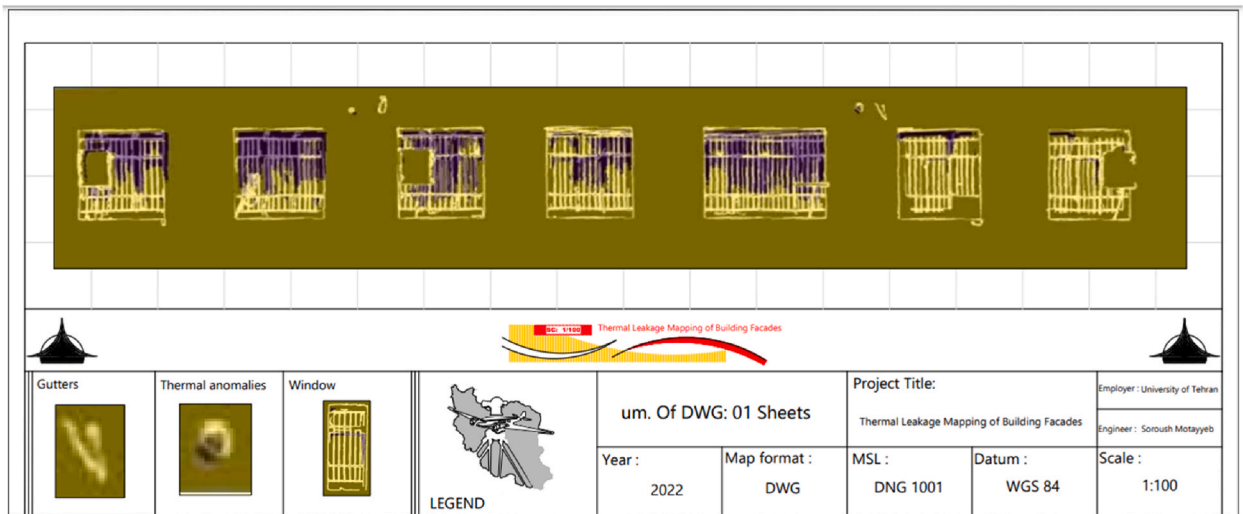 SC: 1/100
Thermal Leakage Mapping of Building Facades
Gutters
Thermal anomalies
Window
LEGEND
um. Of DWG: 01 Sheets
Project Title:
Thermal Leakage Mapping of Building Facades
Employer : University of Tehran
Engineer : Soroush Motayyeb
Year :
2022
Map format :
DWG
MSL :
DNG 1001
Datum :
WGS 84
Scale :
1:100